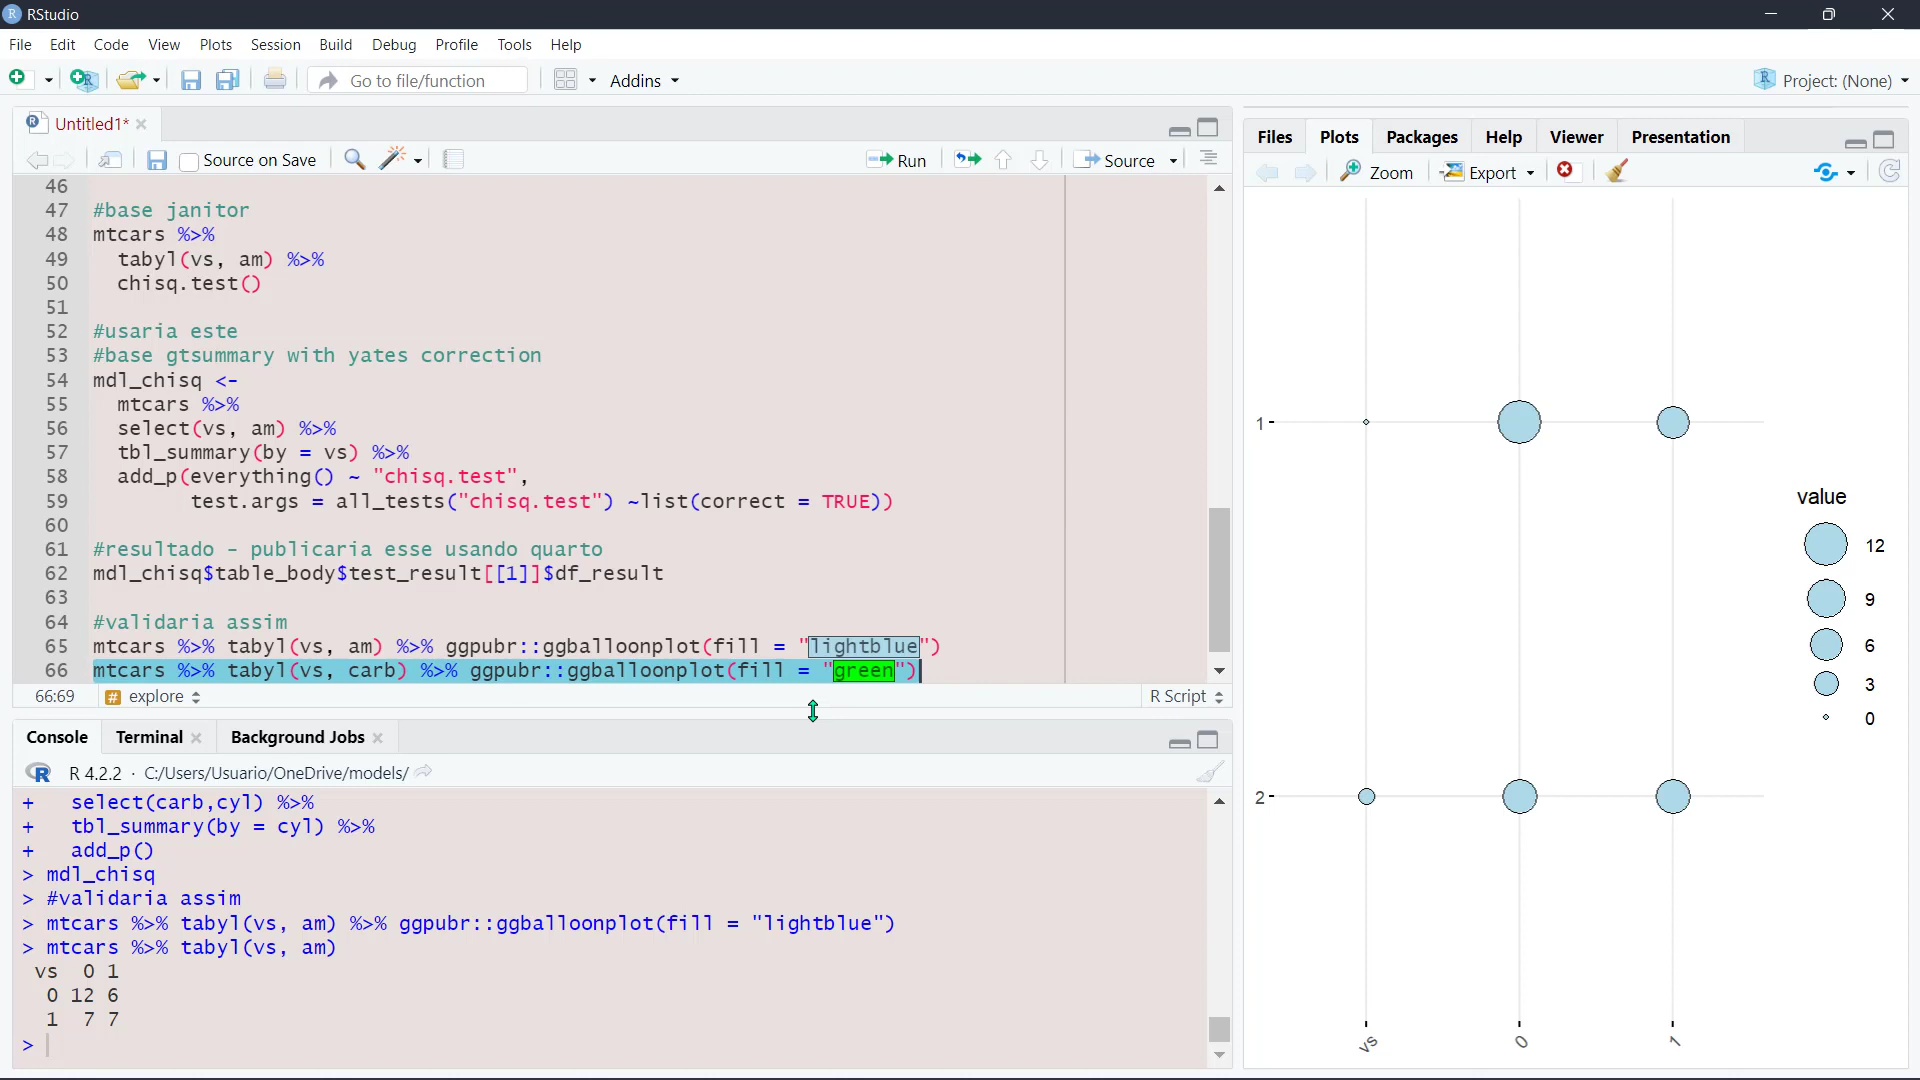 RStudio
File Edit Code View Plots Session Build Debug Profile Tools Help
Go to file/function Addins Project: (None)
Untitled1*
Source on Save Run Source
46
47 #base janitor
48 mtcars %>%
49 tabyl(vs, am) %>%
50 chisq.test()
51
52 #usaria este
53 #base gtsummary with yates correction
54 mdl_chisq <-
55 mtcars %>%
56 select(vs, am) %>%
57 tbl_summary(by = vs) %>%
58 add_p(everything() ~ "chisq.test",
59 test.args = all_tests("chisq.test") ~list(correct = TRUE))
60
61 #resultado - publicaria esse usando quarto
62 mdl_chisq$table_body$test_result[[1]]$df_result
63
64 #validaria assim
65 mtcars %>% tabyl(vs, am) %>% ggpubr::ggballoonplot(fill = "lightblue")
66 mtcars %>% tabyl(vs, carb) %>% ggpubr::ggballoonplot(fill = "green")
66:69 # explore R Script
Console Terminal Background Jobs
R 4.2.2 · C:/Users/Usuario/OneDrive/models/
+ select(carb,cyl) %>%
+ tbl_summary(by = cyl) %>%
+ add_p()
> mdl_chisq
> #validaria assim
> mtcars %>% tabyl(vs, am) %>% ggpubr::ggballoonplot(fill = "lightblue")
> mtcars %>% tabyl(vs, am)
vs 0 1
0 12 6
1 7 7
>
Files Plots Packages Help Viewer Presentation
Zoom Export
1
2
vs 0 1
value
12
9
6
3
0